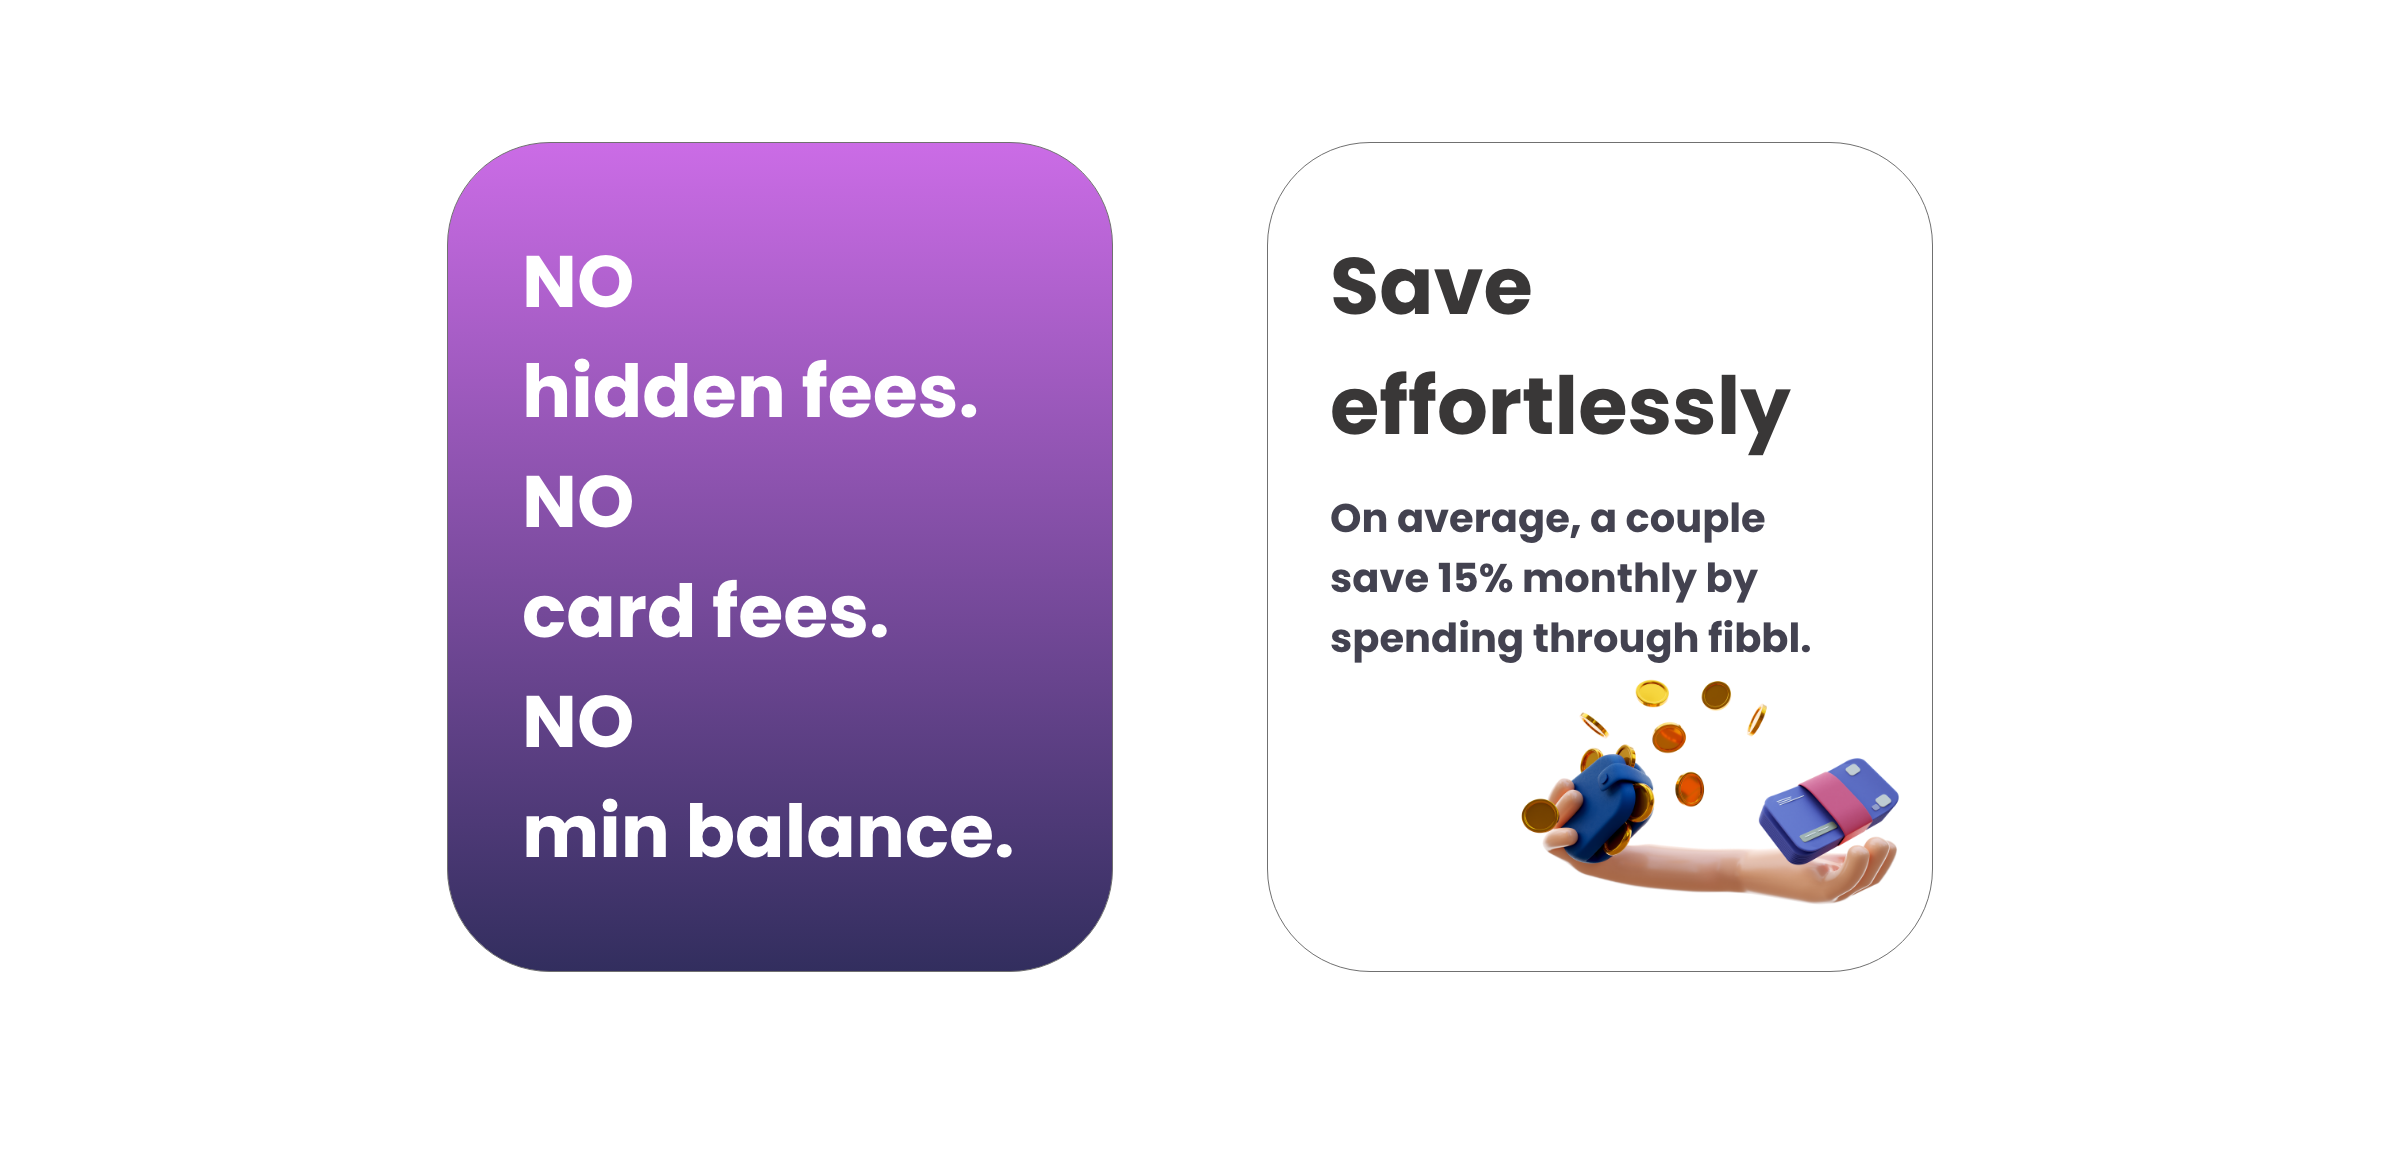 NO
hidden fees.
NO
card fees.
NO
min balance.
Save
effortlessly
On average, a couple
save 15% monthly by
spending through fibbl.